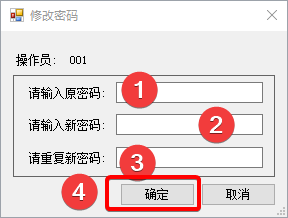 修改密码
操作员: 001
请输入原密码: 1
请输入新密码: 2
请重复新密码: 3
4 确定 取消